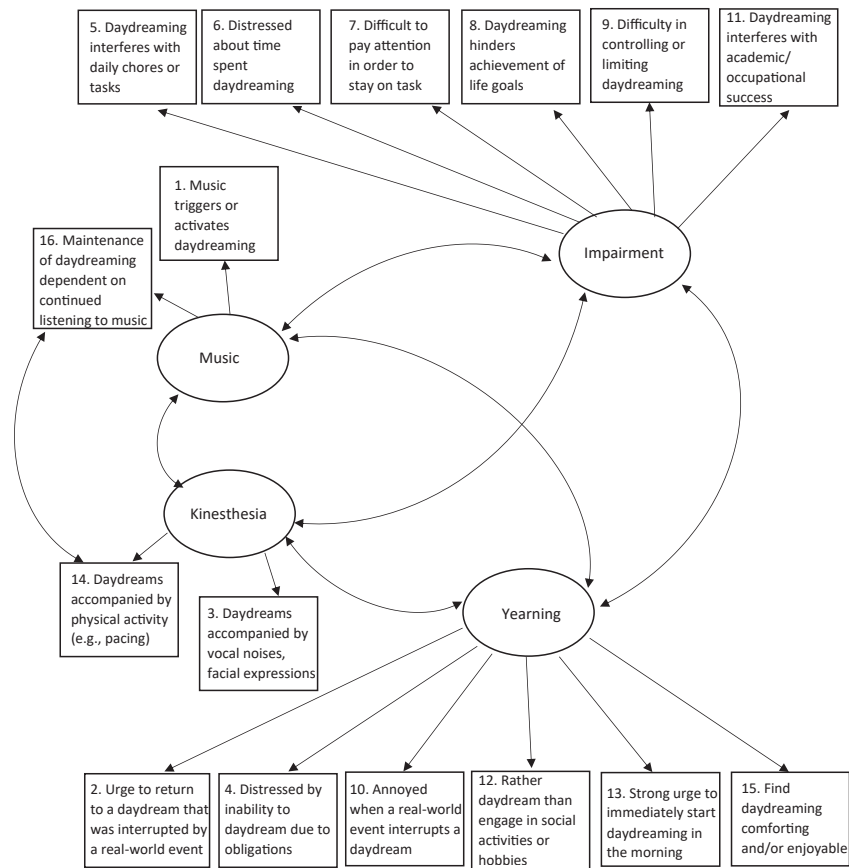 5. Daydreaming
interferes with
daily chores or
tasks
6. Distressed
about time
spent
daydreaming
7. Difficult to
pay attention
in order to
stay on task
8. Daydreaming
hinders
achievement of
life goals
9. Difficulty in
controlling or
limiting
daydreaming
11. Daydreaming
interferes with
academic/
occupational
success
1. Music
triggers or
activates
daydreaming
16. Maintenance
of daydreaming
dependent on
continued
listening to music
Impairment
Music
Kinesthesia
14. Daydreams
accompanied by
physical activity
(e.g., pacing)
3. Daydreams
accompanied by
vocal noises,
facial expressions
Yearning
2. Urge to return
to a daydream that
was interrupted by
a real-world event
4. Distressed by
inability to
daydream due to
obligations
10. Annoyed
when a real-world
event interrupts a
daydream
12. Rather
daydream than
engage in social
activities or
hobbies
13. Strong urge to
immediately start
daydreaming in
the morning
15. Find
daydreaming
comforting
and/or enjoyable